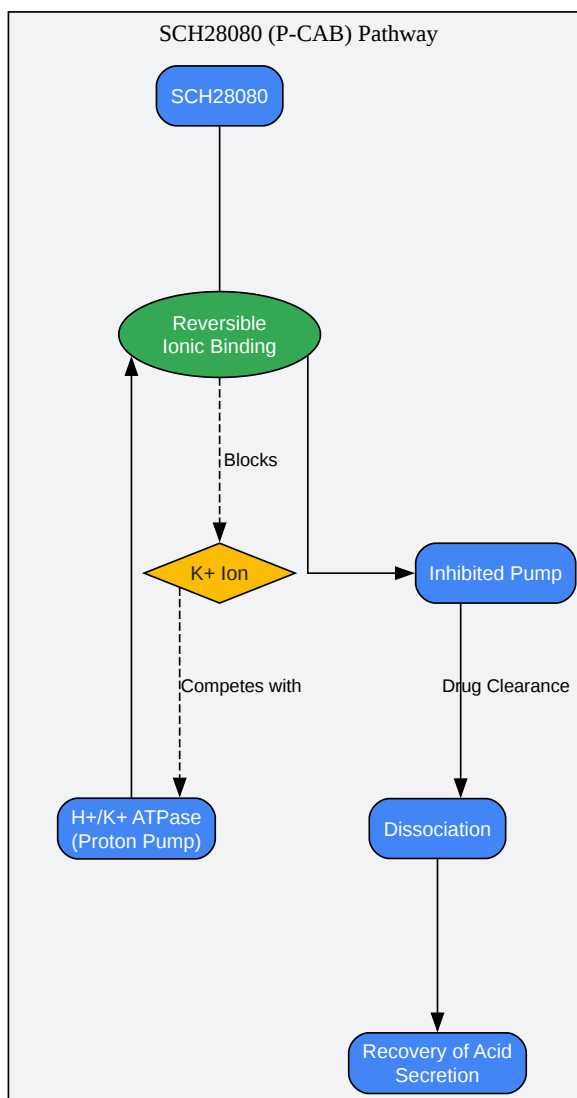 SCH28080 (P-CAB) Pathway
SCH28080
Reversible
Ionic Binding
Blocks
K+ Ion
Inhibited Pump
Competes with
Drug Clearance
H+/K+ ATPase
(Proton Pump)
Dissociation
Recovery of Acid
Secretion